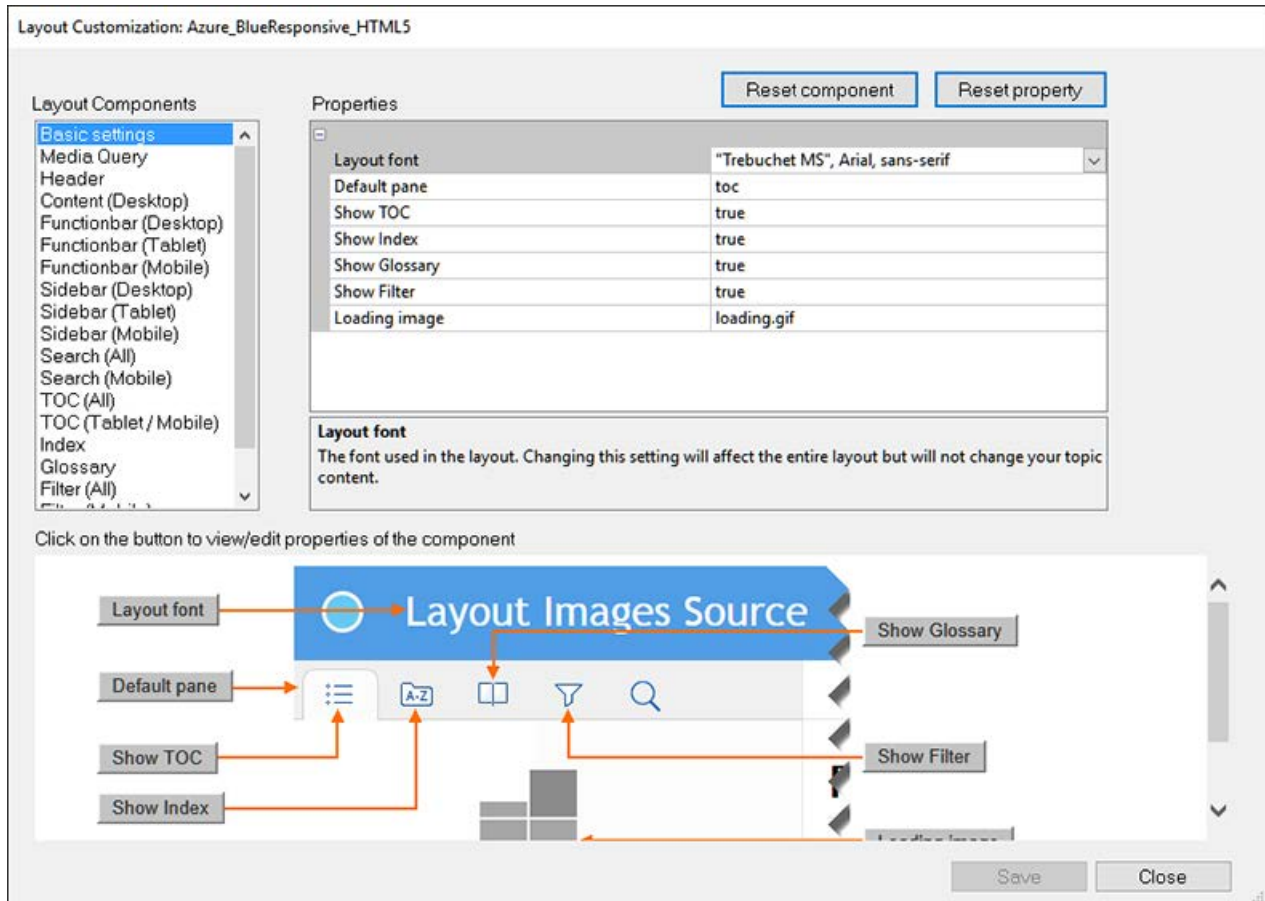 Layout Customization: Azure_BlueResponsive_HTML5
Reset component
Reset property
Layout Components
Properties
Basic settings
Media Query
Header
Content (Desktop)
Functionbar (Desktop)
Functionbar (Tablet)
Functionbar (Mobile)
Sidebar (Desktop)
Sidebar (Tablet)
Sidebar (Mobile)
Search (All)
Search (Mobile)
TOC (All)
TOC (Tablet / Mobile)
Index
Glossary
Filter (All)
Layout font "Trebuchet MS", Arial, sans-serif
Default pane toc
Show TOC true
Show Index true
Show Glossary true
Show Filter true
Loading image loading.gif
Layout font
The font used in the layout. Changing this setting will affect the entire layout but will not change your topic
content.
Click on the button to view/edit properties of the component
Layout font
Layout Images Source
Show Glossary
Default pane
A-Z
Show TOC
Show Filter
Show Index
Save
Close